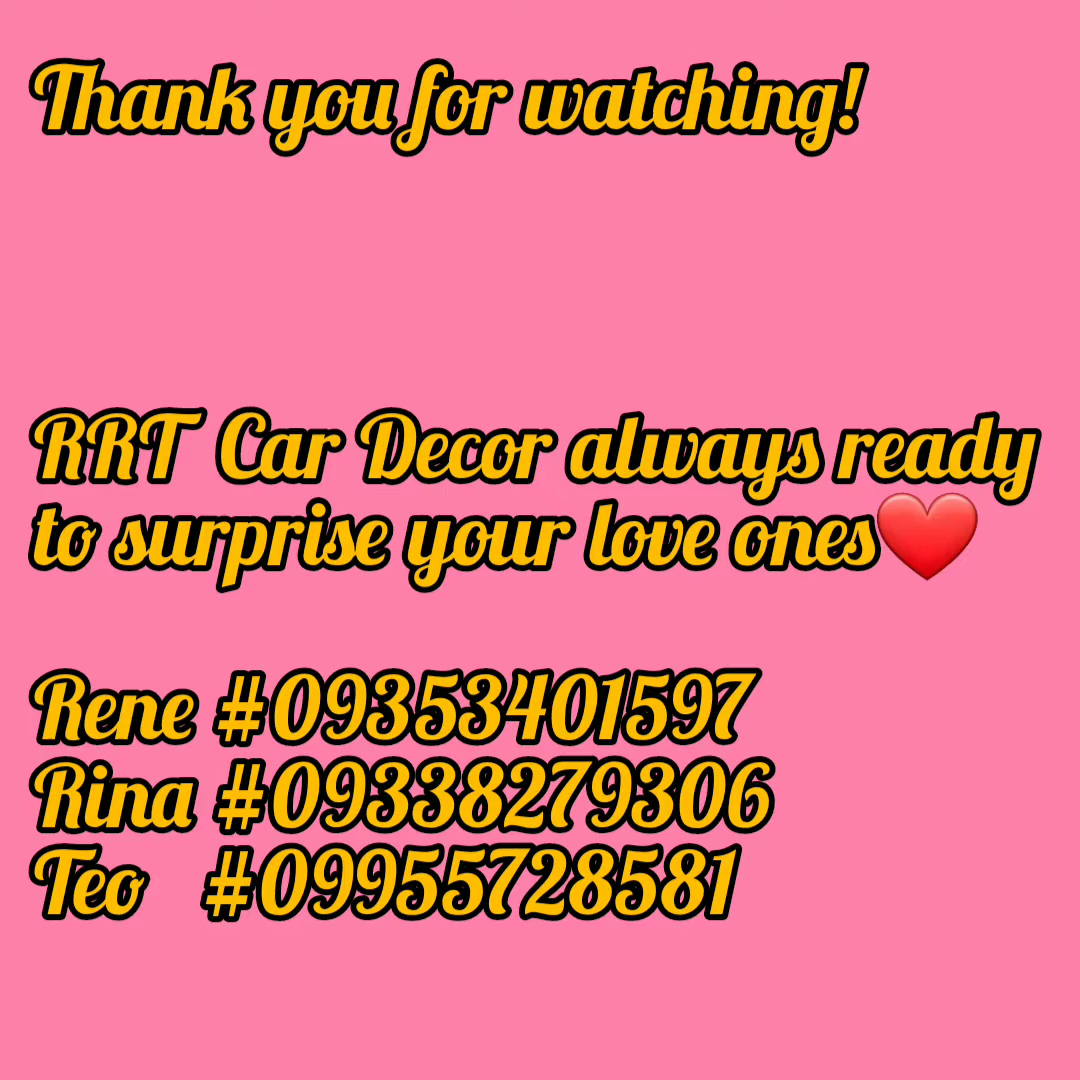 Thank you for watching!
RRT Car Decor always ready
to surprise your love ones❤️
Rene #09353401597
Rina #09338279306
Teo #09955728581